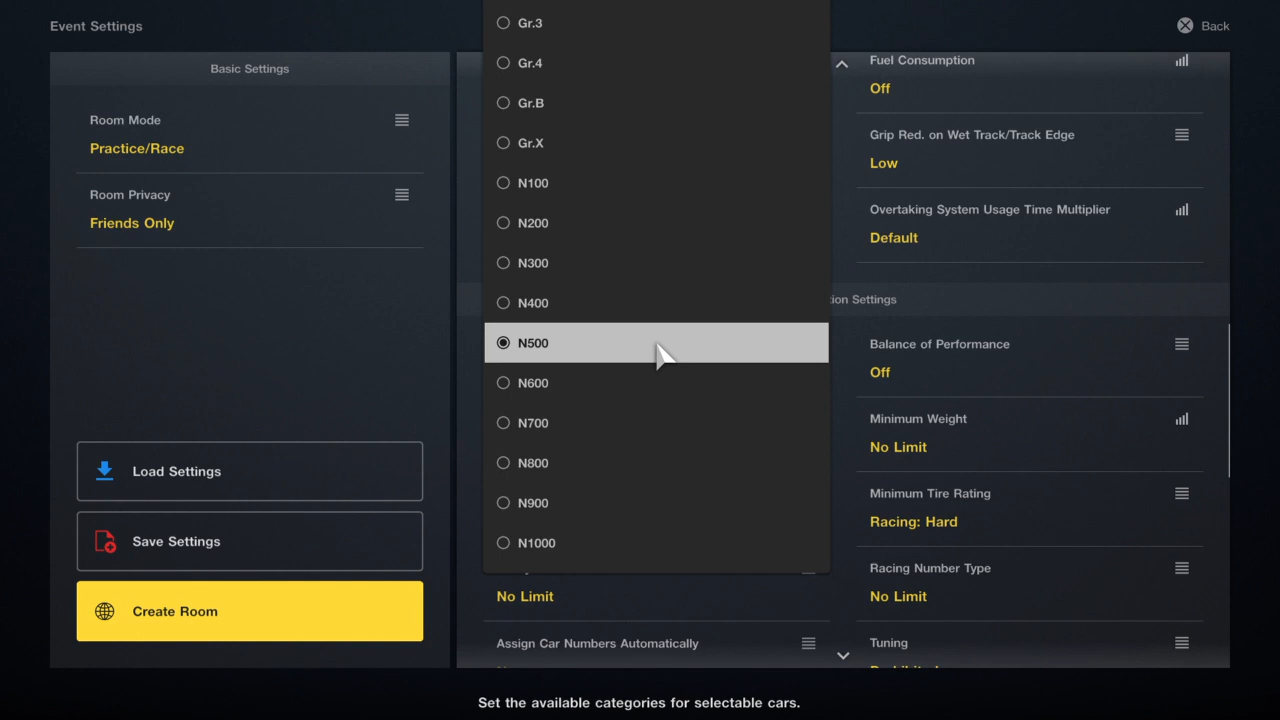 Event Settings
Back
Basic Settings
Room Mode
Practice/Race
Room Privacy
Friends Only
Load Settings
Save Settings
Create Room
Gr.3
Gr.4
Gr.B
Gr.X
N100
N200
N300
N400
N500
N600
N700
N800
N900
N1000
No Limit
Assign Car Numbers Automatically
Fuel Consumption
Off
Grip Red. on Wet Track/Track Edge
Low
Overtaking System Usage Time Multiplier
Default
Settings
Balance of Performance
Off
Minimum Weight
No Limit
Minimum Tire Rating
Racing: Hard
Racing Number Type
No Limit
Tuning
Set the available categories for selectable cars.